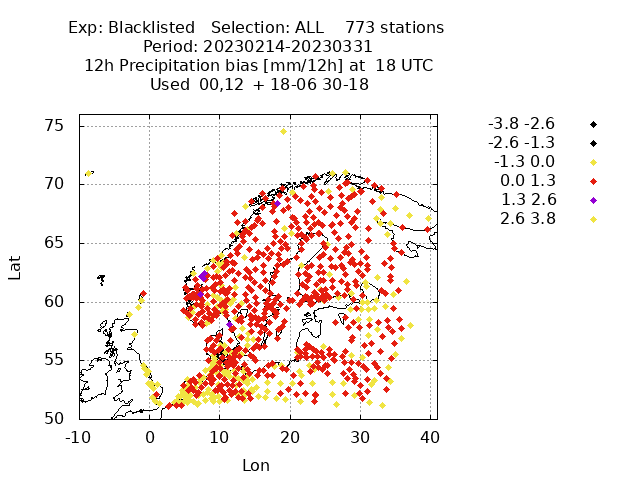 Exp: Blacklisted   Selection: ALL    773 stations
Period: 20230214-20230331
12h Precipitation bias [mm/12h] at  18 UTC
Used  00,12  + 18-06 30-18
-3.8 -2.6
-2.6 -1.3
-1.3 0.0
0.0 1.3
1.3 2.6
2.6 3.8
75
70
65
60
55
50
Lat
-10 0 10 20 30 40
Lon